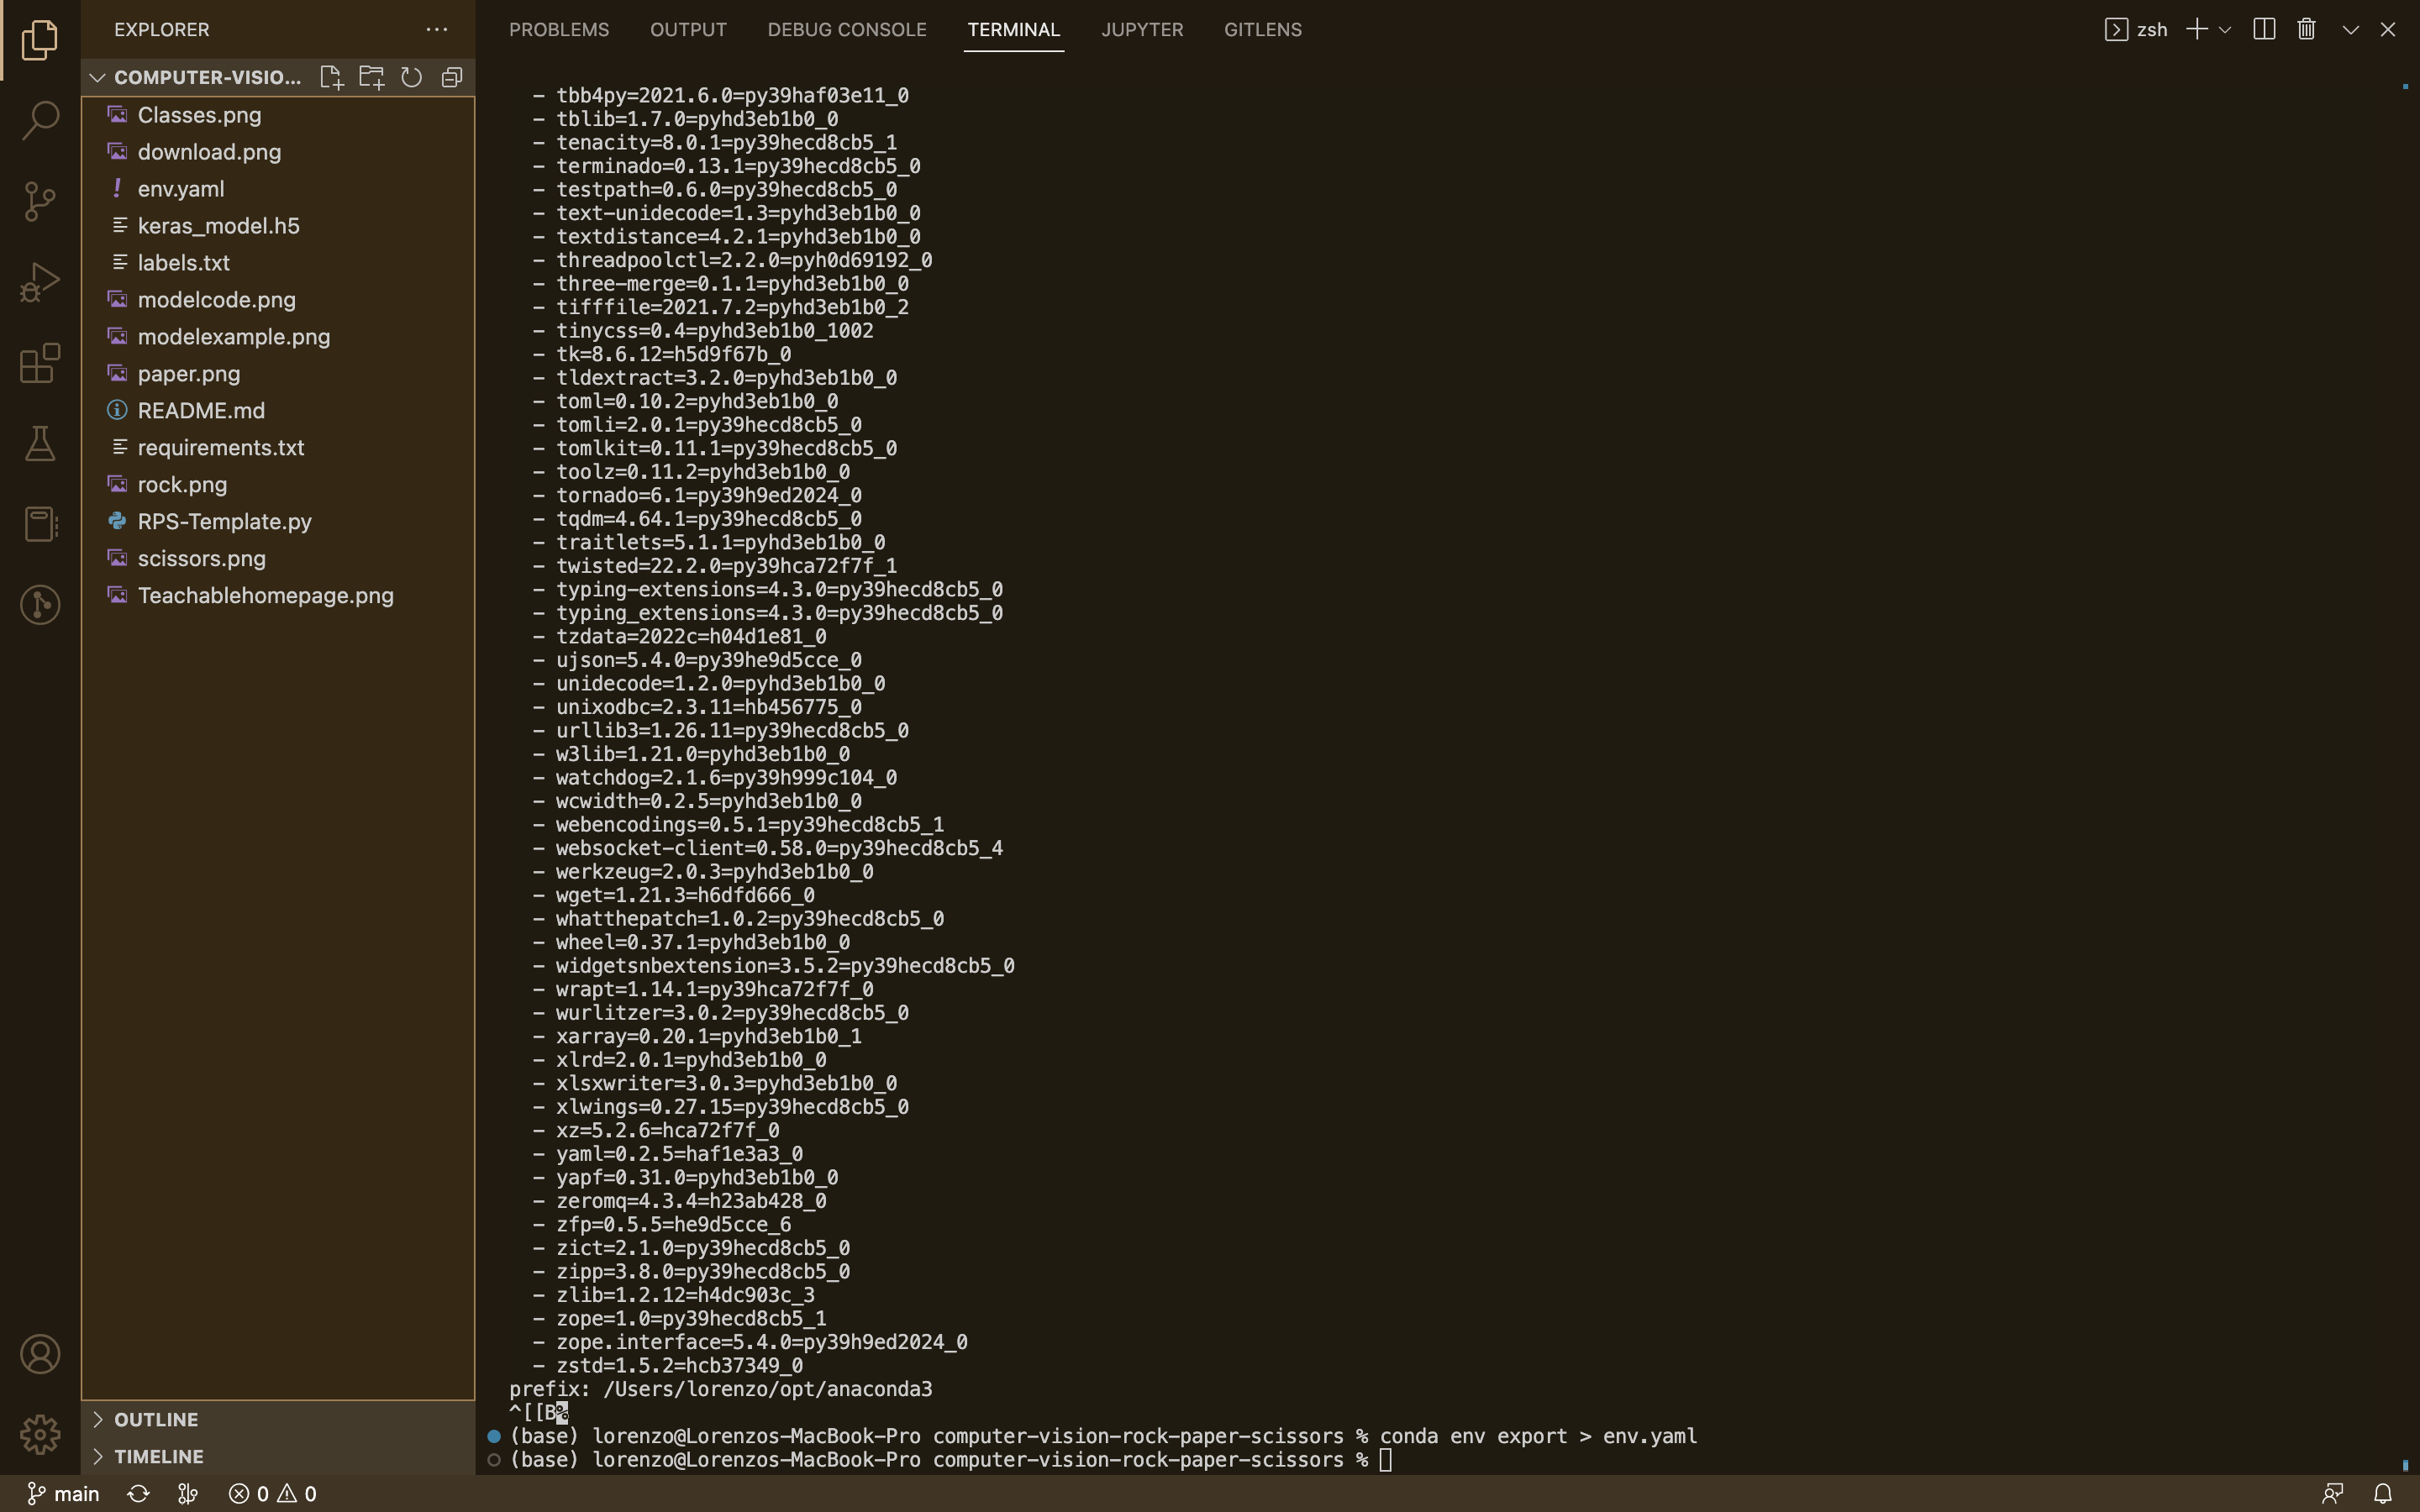 EXPLORER
COMPUTER-VISIO...
Classes.png
download.png
env.yaml
keras_model.h5
labels.txt
modelcode.png
modelexample.png
paper.png
README.md
requirements.txt
rock.png
RPS-Template.py
scissors.png
Teachablehomepage.png
OUTLINE
TIMELINE
PROBLEMS OUTPUT DEBUG CONSOLE TERMINAL JUPYTER GITLENS
zsh
- tbb4py=2021.6.0=py39haf03e11_0
- tblib=1.7.0=pyhd3eb1b0_0
- tenacity=8.0.1=py39hecd8cb5_1
- terminado=0.13.1=py39hecd8cb5_0
- testpath=0.6.0=py39hecd8cb5_0
- text-unidecode=1.3=pyhd3eb1b0_0
- textdistance=4.2.1=pyhd3eb1b0_0
- threadpoolctl=2.2.0=pyh0d69192_0
- three-merge=0.1.1=pyhd3eb1b0_0
- tifffile=2021.7.2=pyhd3eb1b0_2
- tinycss=0.4=pyhd3eb1b0_1002
- tk=8.6.12=h5d9f67b_0
- tldextract=3.2.0=pyhd3eb1b0_0
- toml=0.10.2=pyhd3eb1b0_0
- tomli=2.0.1=py39hecd8cb5_0
- tomlkit=0.11.1=py39hecd8cb5_0
- toolz=0.11.2=pyhd3eb1b0_0
- tornado=6.1=py39h9ed2024_0
- tqdm=4.64.1=py39hecd8cb5_0
- traitlets=5.1.1=pyhd3eb1b0_0
- twisted=22.2.0=py39hca72f7f_1
- typing-extensions=4.3.0=py39hecd8cb5_0
- typing_extensions=4.3.0=py39hecd8cb5_0
- tzdata=2022c=h04d1e81_0
- ujson=5.4.0=py39he9d5cce_0
- unidecode=1.2.0=pyhd3eb1b0_0
- unixodbc=2.3.11=hb456775_0
- urllib3=1.26.11=py39hecd8cb5_0
- w3lib=1.21.0=pyhd3eb1b0_0
- watchdog=2.1.6=py39h999c104_0
- wcwidth=0.2.5=pyhd3eb1b0_0
- webencodings=0.5.1=py39hecd8cb5_1
- websocket-client=0.58.0=py39hecd8cb5_4
- werkzeug=2.0.3=pyhd3eb1b0_0
- wget=1.21.3=h6dfd666_0
- whatthepatch=1.0.2=py39hecd8cb5_0
- wheel=0.37.1=pyhd3eb1b0_0
- widgetsnbextension=3.5.2=py39hecd8cb5_0
- wrapt=1.14.1=py39hca72f7f_0
- wurlitzer=3.0.2=py39hecd8cb5_0
- xarray=0.20.1=pyhd3eb1b0_1
- xlrd=2.0.1=pyhd3eb1b0_0
- xlsxwriter=3.0.3=pyhd3eb1b0_0
- xlwings=0.27.15=py39hecd8cb5_0
- xz=5.2.6=hca72f7f_0
- yaml=0.2.5=haf1e3a3_0
- yapf=0.31.0=pyhd3eb1b0_0
- zeromq=4.3.4=h23ab428_0
- zfp=0.5.5=he9d5cce_6
- zict=2.1.0=py39hecd8cb5_0
- zipp=3.8.0=py39hecd8cb5_0
- zlib=1.2.12=h4dc903c_3
- zope=1.0=py39hecd8cb5_1
- zope.interface=5.4.0=py39h9ed2024_0
- zstd=1.5.2=hcb37349_0
prefix: /Users/lorenzo/opt/anaconda3
^[[B%
(base) lorenzo@Lorenzos-MacBook-Pro computer-vision-rock-paper-scissors % conda env export > env.yaml
(base) lorenzo@Lorenzos-MacBook-Pro computer-vision-rock-paper-scissors %
main 0 0